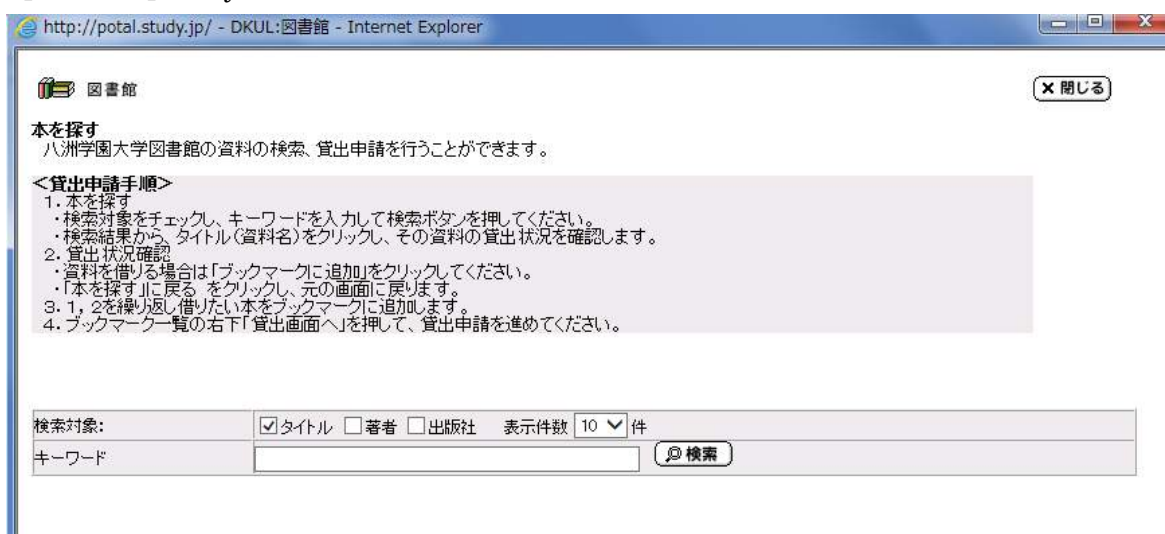 http://potal.study.jp/ - DKUL:図書館 - Internet Explorer
図書館
× 閉じる
本を探す
八洲学園大学図書館の資料の検索、貸出申請を行うことができます。
＜貸出申請手順＞
1. 本を探す
・検索対象をチェックし、キーワードを入力して検索ボタンを押してください。
・検索結果から、タイトル（資料名）をクリックし、その資料の貸出状況を確認します。
2. 貸出状況確認
・資料を借りる場合は「ブックマークに追加」をクリックしてください。
・「本を探す」に戻る をクリックし、元の画面に戻ります。
3. 1, 2を繰り返し借りたい本をブックマークに追加します。
4. ブックマーク一覧の右下「貸出画面へ」を押して、貸出申請を進めてください。
検索対象: タイトル 著者 出版社 表示件数 10 件
キーワード 検索